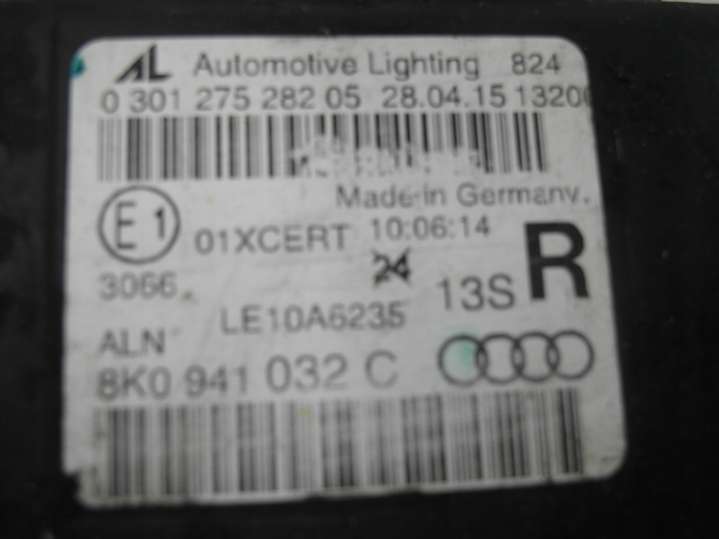 AL Automotive Lighting 824
0 301 275 282 05 28.04.15 1320
Made in Germany.
E1 01XCERT 10:06:14
24
3066 13S R
LE10A6235
ALN
8K0 941 032 C